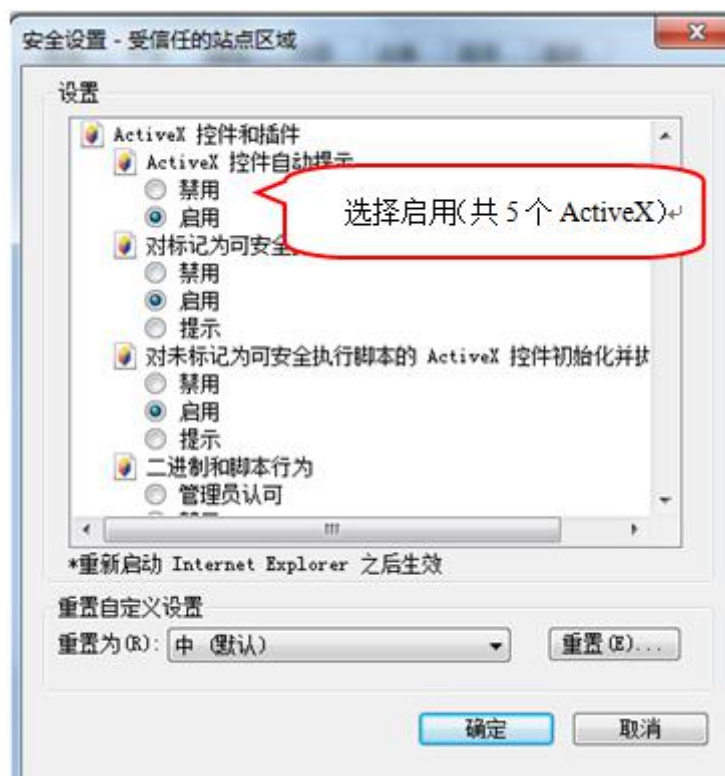 安全设置 - 受信任的站点区域
设置
ActiveX 控件和插件
ActiveX 控件自动提示
禁用
启用
选择启用(共 5 个 ActiveX)↵
对标记为可安全
禁用
启用
提示
对未标记为可安全执行脚本的 ActiveX 控件初始化并执
禁用
启用
提示
二进制和脚本行为
管理员认可
*重新启动 Internet Explorer 之后生效
重置自定义设置
重置为(R): 中 (默认)
重置(E)...
确定 取消